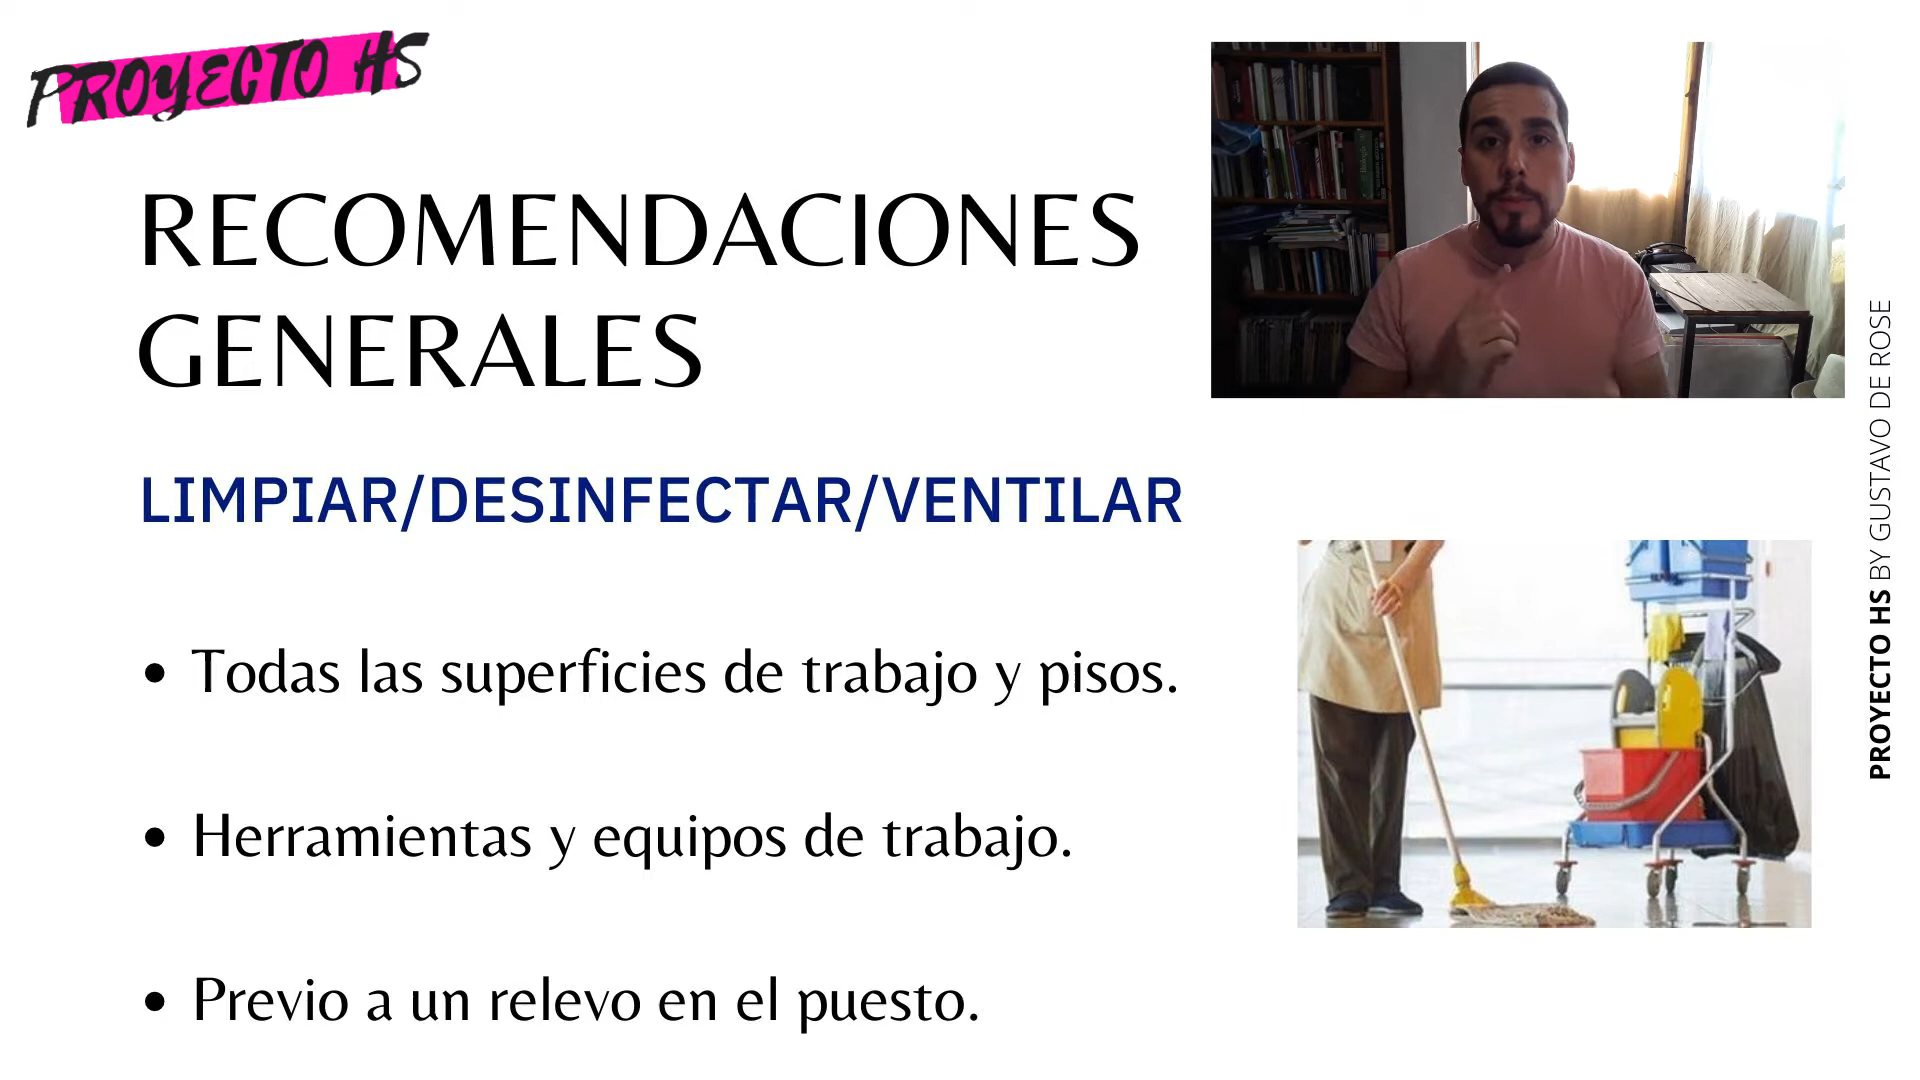 PROYECTO HS
RECOMENDACIONES
GENERALES
LIMPIAR/DESINFECTAR/VENTILAR
• Todas las superficies de trabajo y pisos.
• Herramientas y equipos de trabajo.
• Previo a un relevo en el puesto.
PROYECTO HS BY GUSTAVO DE ROSE